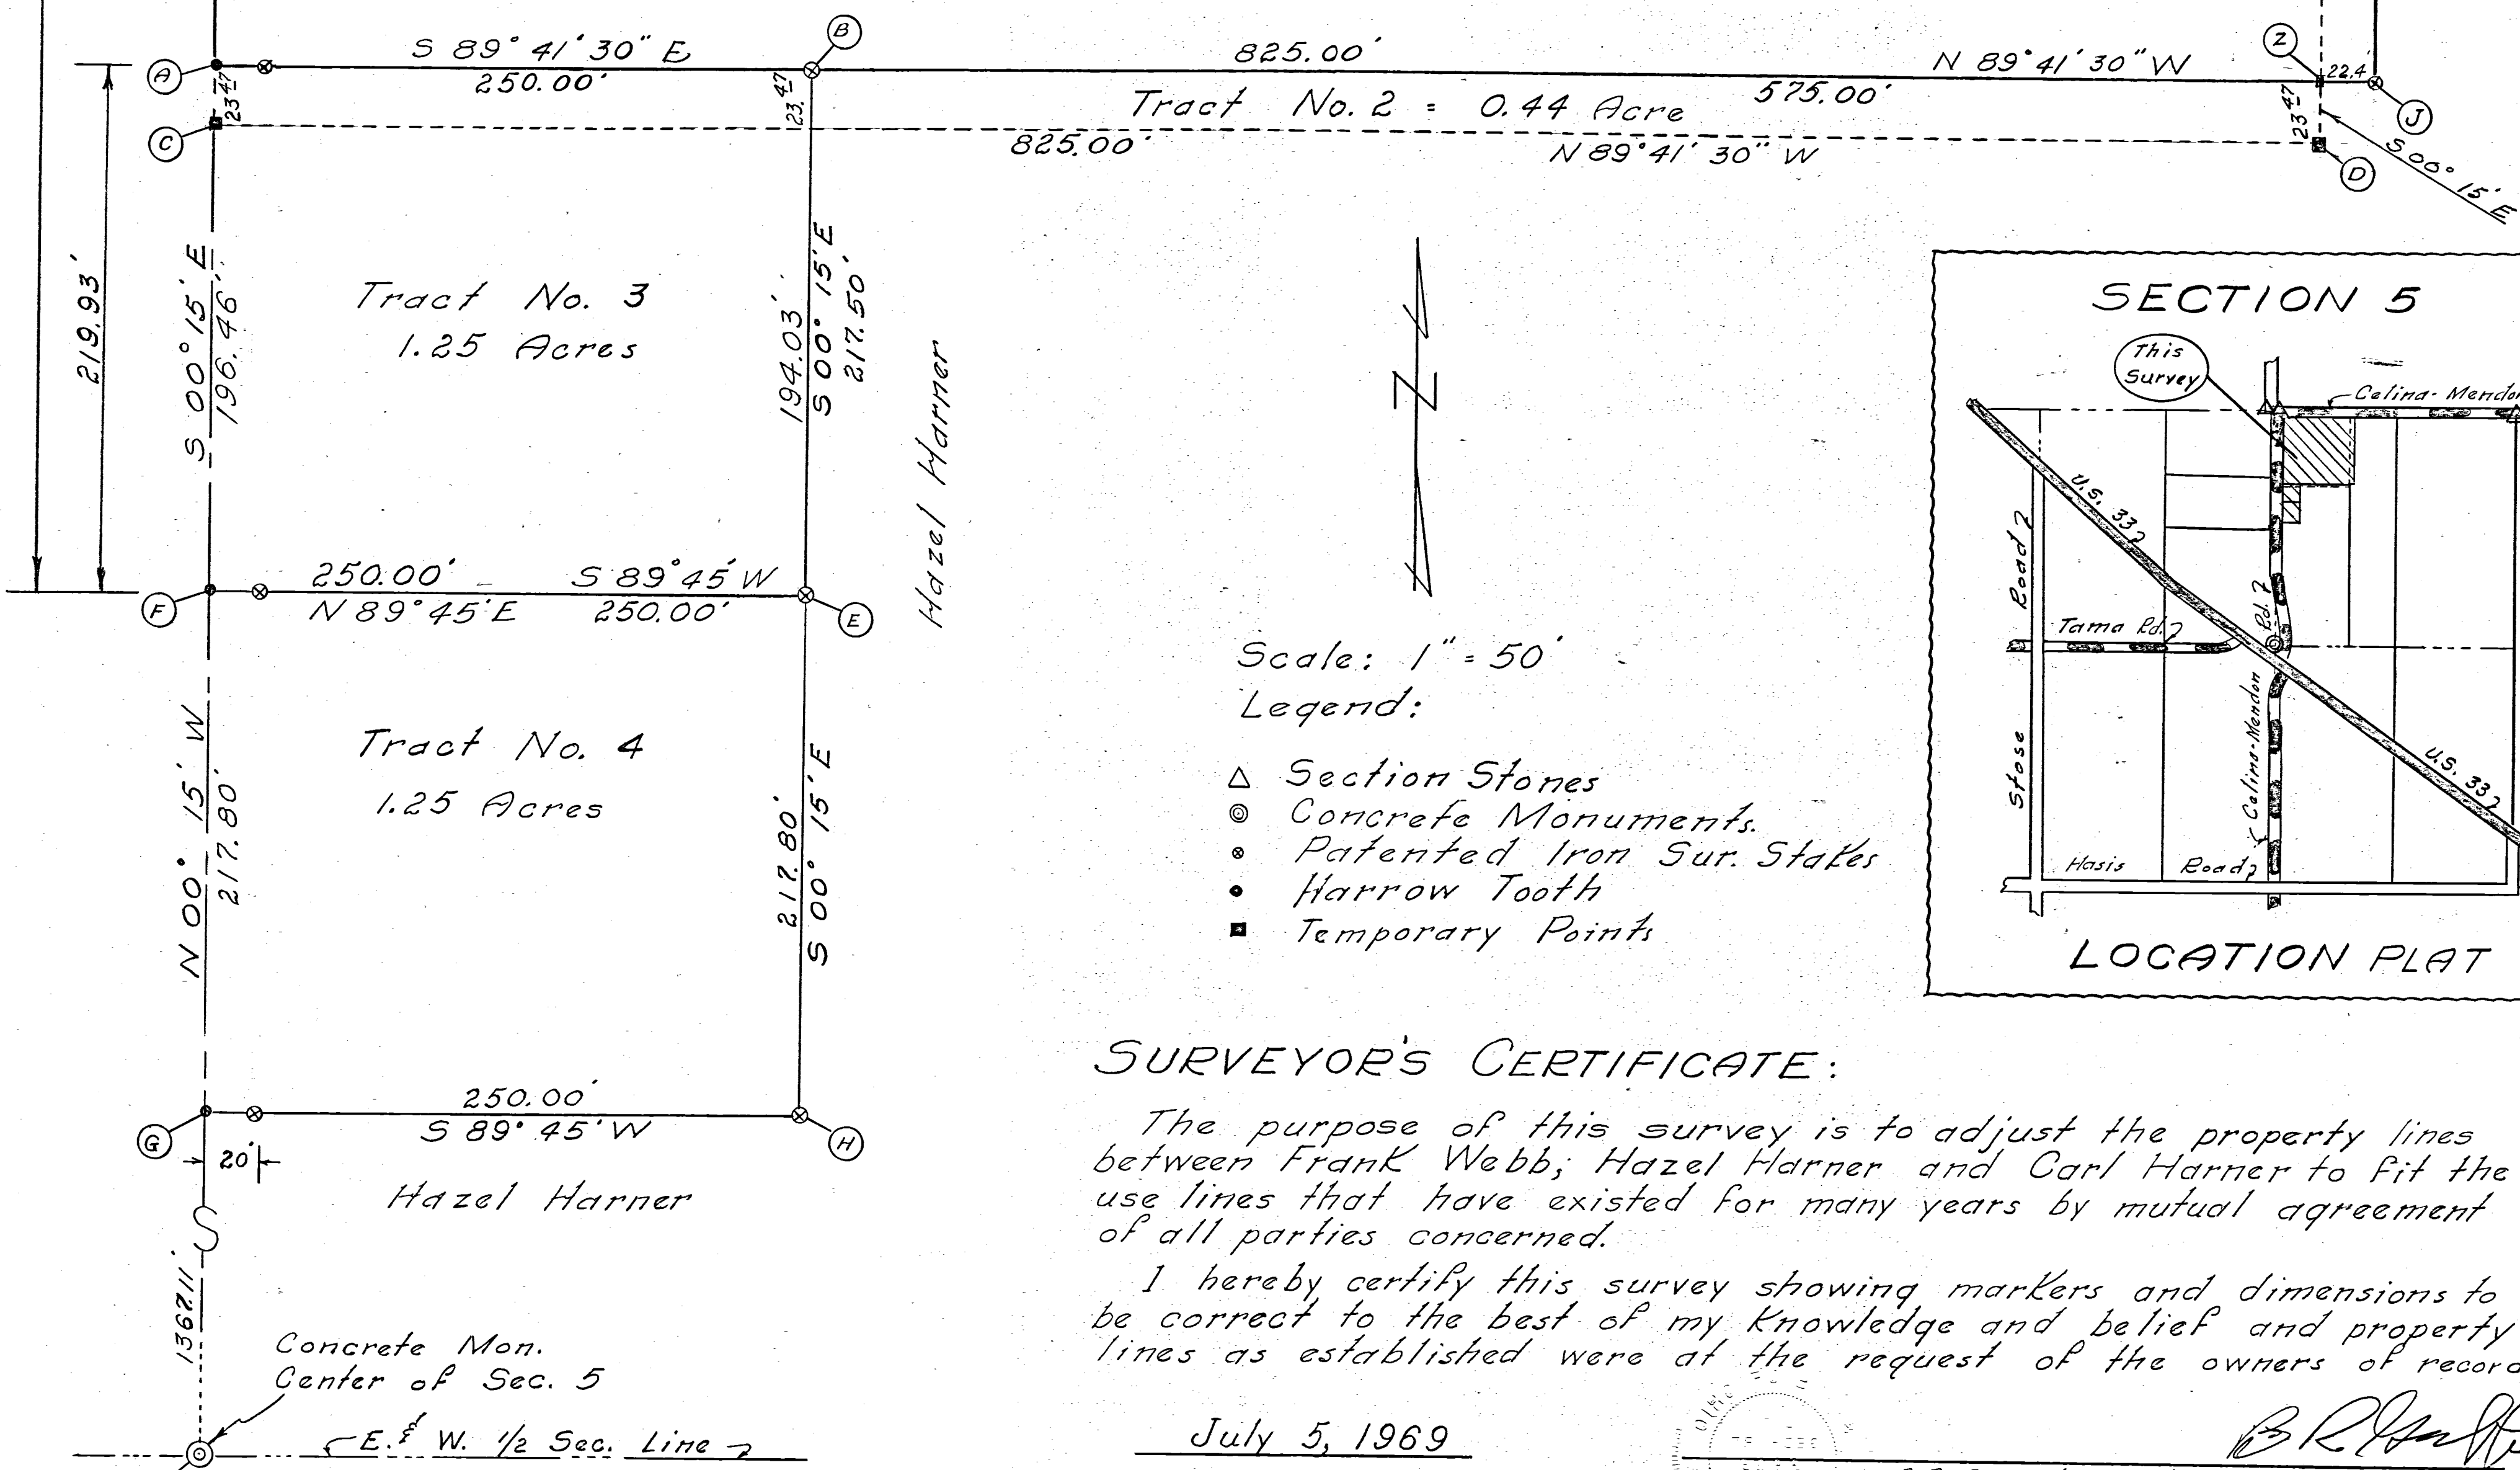 B
S 89° 41' 30" E
250.00'
825.00'
N 89° 41' 30" W
Z
22.4'
A
23.47
23.47
Tract No. 2 = 0.44 Acre
575.00'
23.47
J
C
825.00'
N 89° 41' 30" W
D
S 00° 15' E
219.93'
S 00° 15' E
196.46'
Tract No. 3
1.25 Acres
194.03'
S 00° 15' E
217.50'
Hazel Harner
N
250.00' S 89° 45' W
F
N 89° 45' E 250.00'
E
N 00° 15' W
217.80'
Tract No. 4
1.25 Acres
217.80'
S 00° 15' E
250.00'
S 89° 45' W
G
H
20'
Hazel Harner
1367.11'
Concrete Mon.
Center of Sec. 5
E. & W. 1/2 Sec. Line
Scale: 1" = 50'
Legend:
Section Stones
Concrete Monuments.
Patented Iron Sur. Stakes
Harrow Tooth
Temporary Points
SECTION 5
This
Survey
Celina-Mendon
U.S. 33
Road
Tama Rd.
Rd.
Celina-Mendon
Stose
U.S. 33
Hasis Road
LOCATION PLAT
SURVEYOR'S CERTIFICATE:
The purpose of this survey is to adjust the property lines
between Frank Webb; Hazel Harner and Carl Harner to fit the
use lines that have existed for many years by mutual agreement
of all parties concerned.
I hereby certify this survey showing markers and dimensions to
be correct to the best of my knowledge and belief and property
lines as established were at the request of the owners of record
July 5, 1969